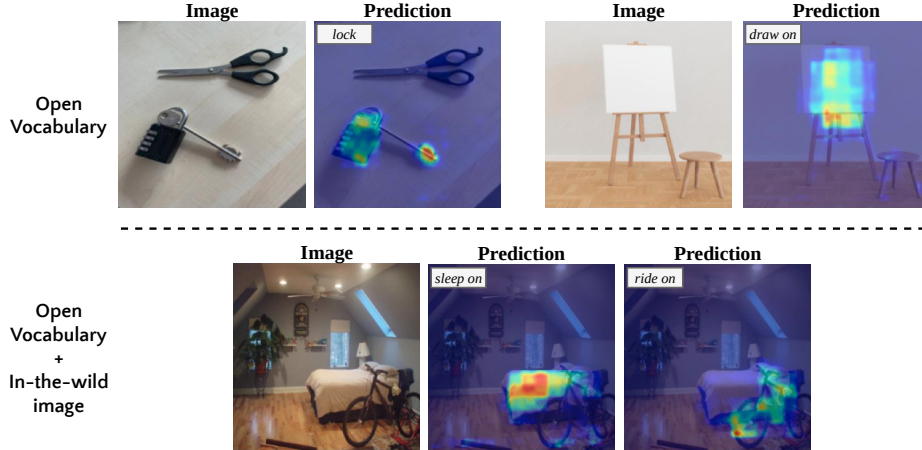 Image Prediction Image Prediction
lock draw on
Open
Vocabulary
Image Prediction Prediction
sleep on ride on
Open
Vocabulary
+
In-the-wild
image